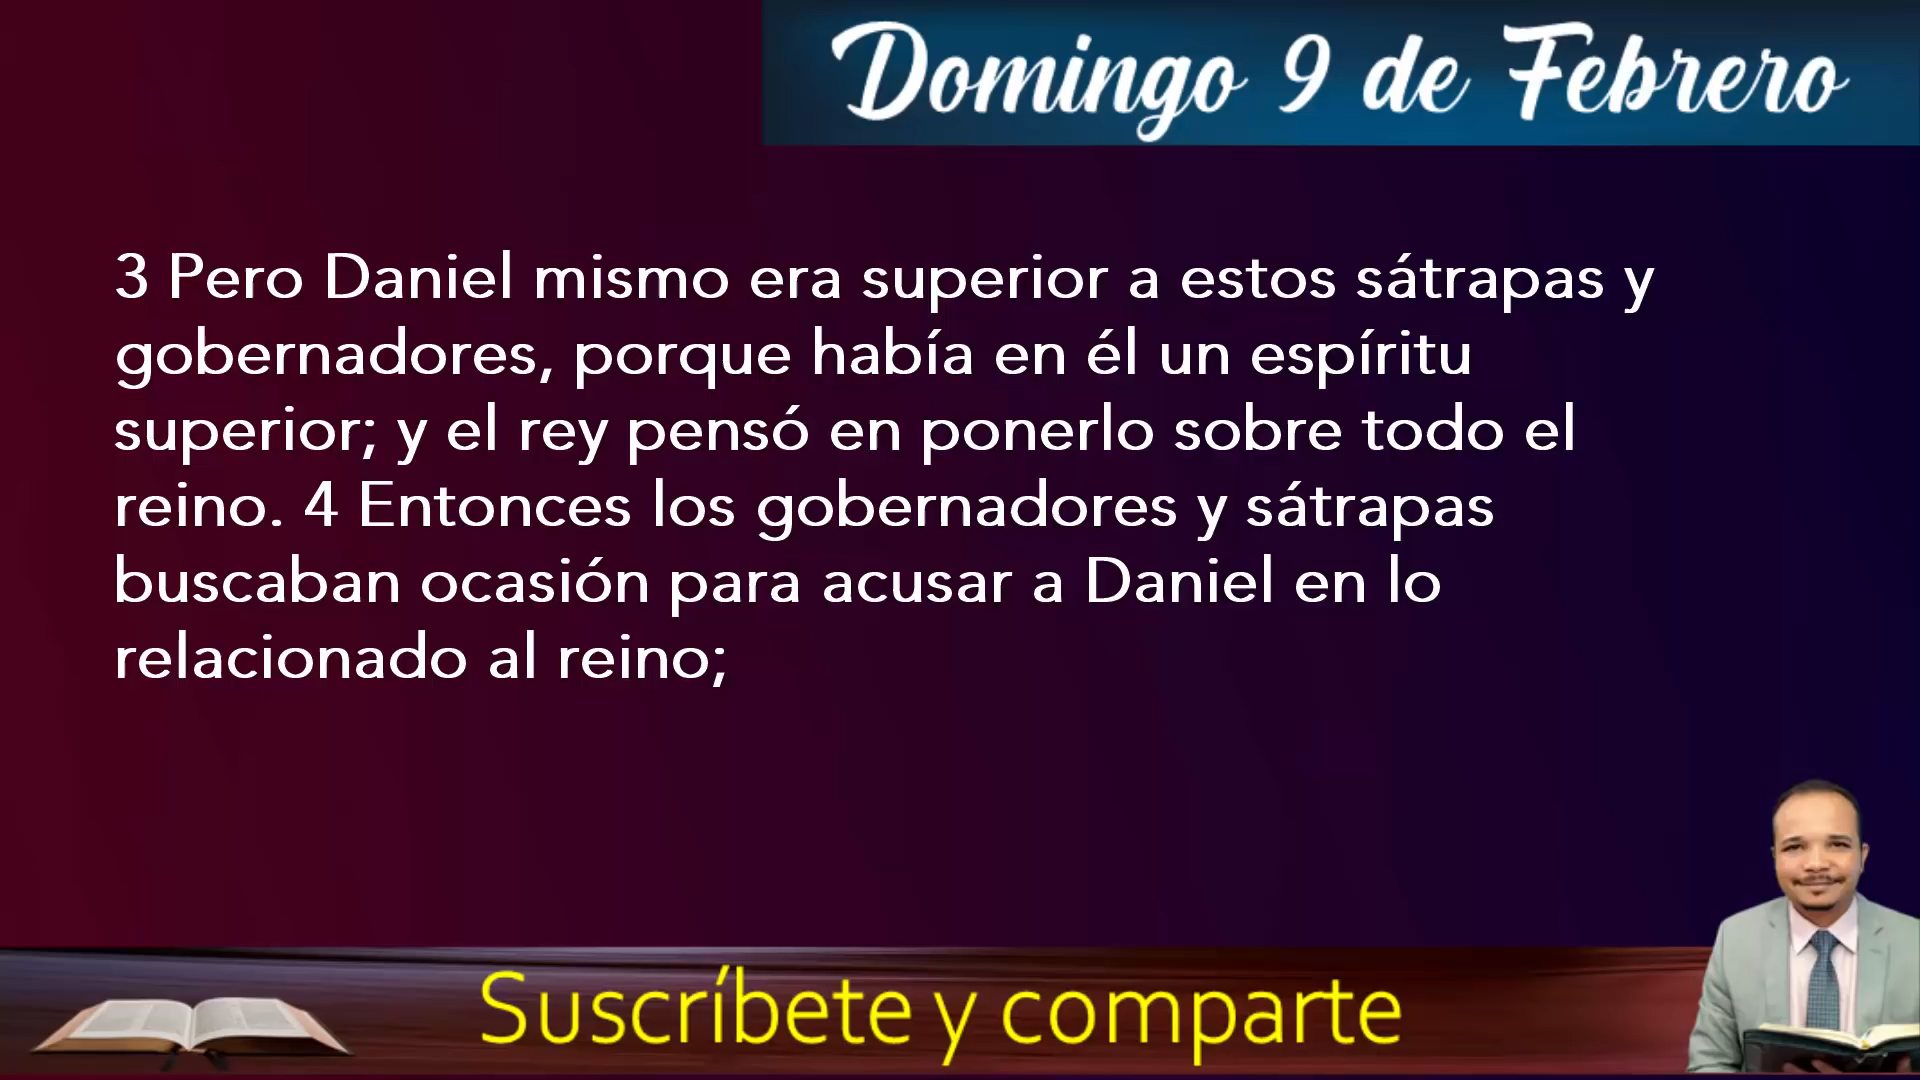 Domingo 9 de Febrero
3 Pero Daniel mismo era superior a estos sátrapas y
gobernadores, porque había en él un espíritu
superior; y el rey pensó en ponerlo sobre todo el
reino. 4 Entonces los gobernadores y sátrapas
buscaban ocasión para acusar a Daniel en lo
relacionado al reino;
Suscríbete y comparte